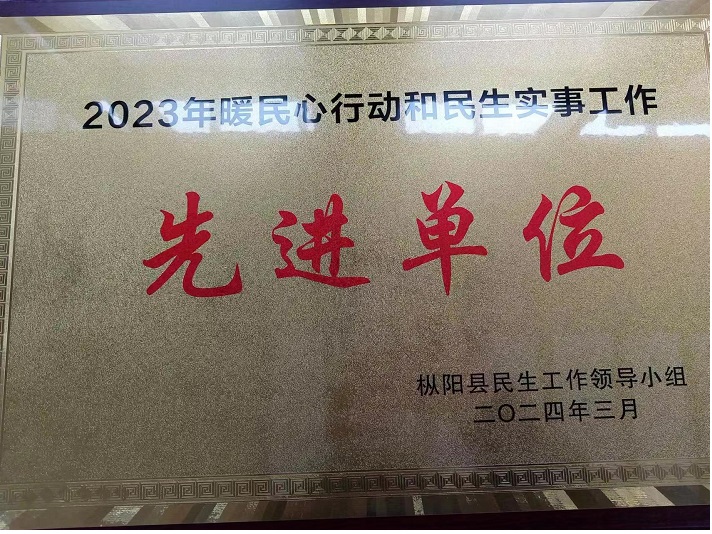 2023年暖民心行动和民生实事工作
先进单位
枞阳县民生工作领导小组
二〇二四年三月